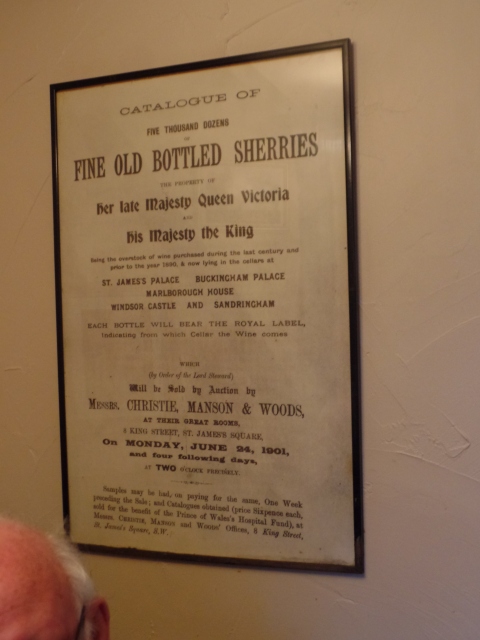 CATALOGUE OF
FIVE THOUSAND DOZENS
OF
FINE OLD BOTTLED SHERRIES
THE PROPERTY OF
Her late Majesty Queen Victoria
AND
His Majesty the King
Being the overstock of wine purchased during the last century and
prior to the year 1890, & now lying in the cellars at
ST. JAMES'S PALACE BUCKINGHAM PALACE
MARLBOROUGH HOUSE
WINDSOR CASTLE AND SANDRINGHAM
EACH BOTTLE WILL BEAR THE ROYAL LABEL,
Indicating from which Cellar the Wine comes
WHICH
(By Order of the Lord Steward)
Will be Sold by Auction by
MESSRS. CHRISTIE, MANSON & WOODS,
AT THEIR GREAT ROOMS,
8 KING STREET, ST. JAMES'S SQUARE,
On MONDAY, JUNE 24, 1901,
and four following days,
AT TWO O'CLOCK PRECISELY.
Samples may be had, on paying for the same, One Week
preceding the Sale; and Catalogues obtained (price Sixpence each,
sold for the benefit of the Prince of Wales's Hospital Fund), at
Messrs. CHRISTIE, MANSON and WOODS' Offices, 8 King Street,
St. James's Square, S.W.